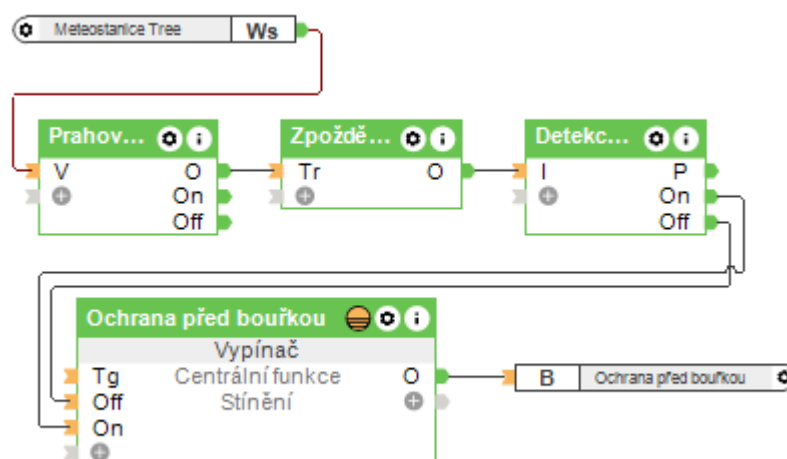 Meteostanice Tree Ws
Prahov...
V O
On
Off
Zpoždě...
Tr O
Detekc...
I P
On
Off
Ochrana před bouřkou
Vypínač
Tg Centrální funkce O
Off Stínění
On
B Ochrana před bouřkou